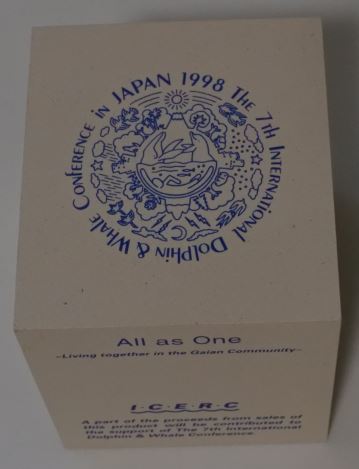 The 7th International Dolphin & Whale Conference in JAPAN 1998
All as One
~Living together in the Gaian Community~
I·C·E·R·C
A part of the proceeds from sales of
this product will be contributed to
the support of The 7th International
Dolphin & Whale Conference.